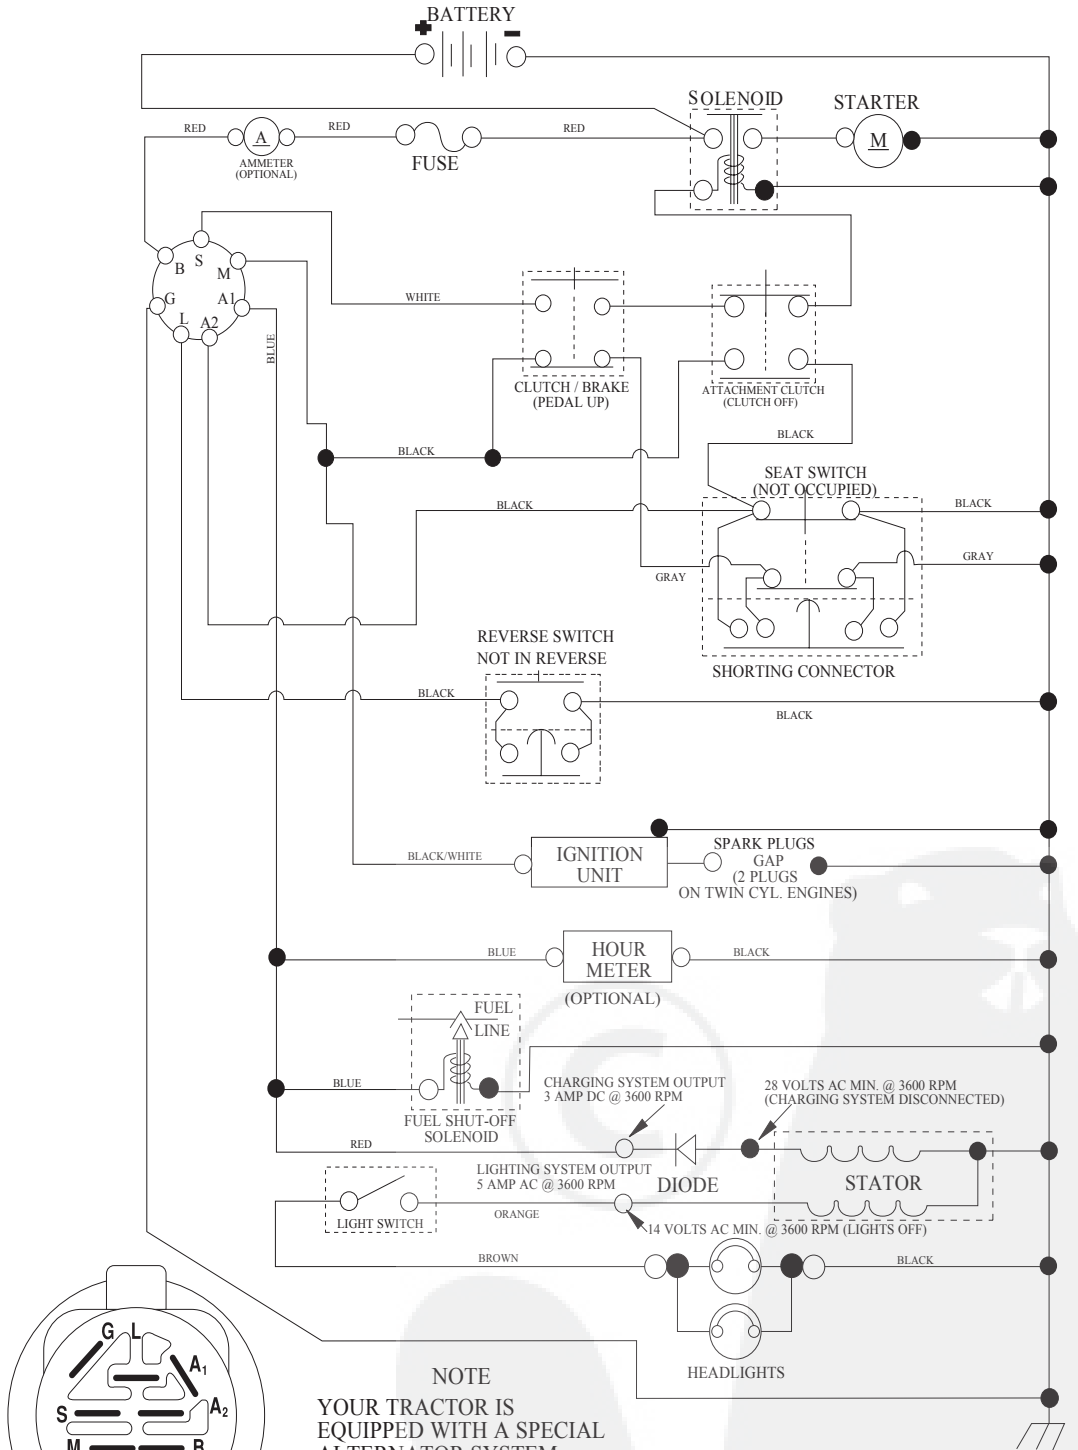 BATTERY
SOLENOID
STARTER
RED
RED
RED
A
M
AMMETER
(OPTIONAL)
FUSE
B
S
M
G
A1
L
A2
BLUE
WHITE
CLUTCH / BRAKE
(PEDAL UP)
ATTACHMENT CLUTCH
(CLUTCH OFF)
BLACK
BLACK
SEAT SWITCH
(NOT OCCUPIED)
BLACK
BLACK
GRAY
GRAY
SHORTING CONNECTOR
REVERSE SWITCH
NOT IN REVERSE
BLACK
BLACK
BLACK/WHITE
IGNITION
UNIT
SPARK PLUGS
GAP
(2 PLUGS
ON TWIN CYL. ENGINES)
BLUE
HOUR
METER
BLACK
(OPTIONAL)
FUEL
LINE
BLUE
FUEL SHUT-OFF
SOLENOID
CHARGING SYSTEM OUTPUT
3 AMP DC @ 3600 RPM
28 VOLTS AC MIN. @ 3600 RPM
(CHARGING SYSTEM DISCONNECTED)
RED
LIGHTING SYSTEM OUTPUT
5 AMP AC @ 3600 RPM
DIODE
STATOR
LIGHT SWITCH
ORANGE
14 VOLTS AC MIN. @ 3600 RPM (LIGHTS OFF)
BROWN
BLACK
HEADLIGHTS
G L
A1
A2
S
M
B
NOTE
YOUR TRACTOR IS
EQUIPPED WITH A SPECIAL
ALTERNATOR SYSTEM
©